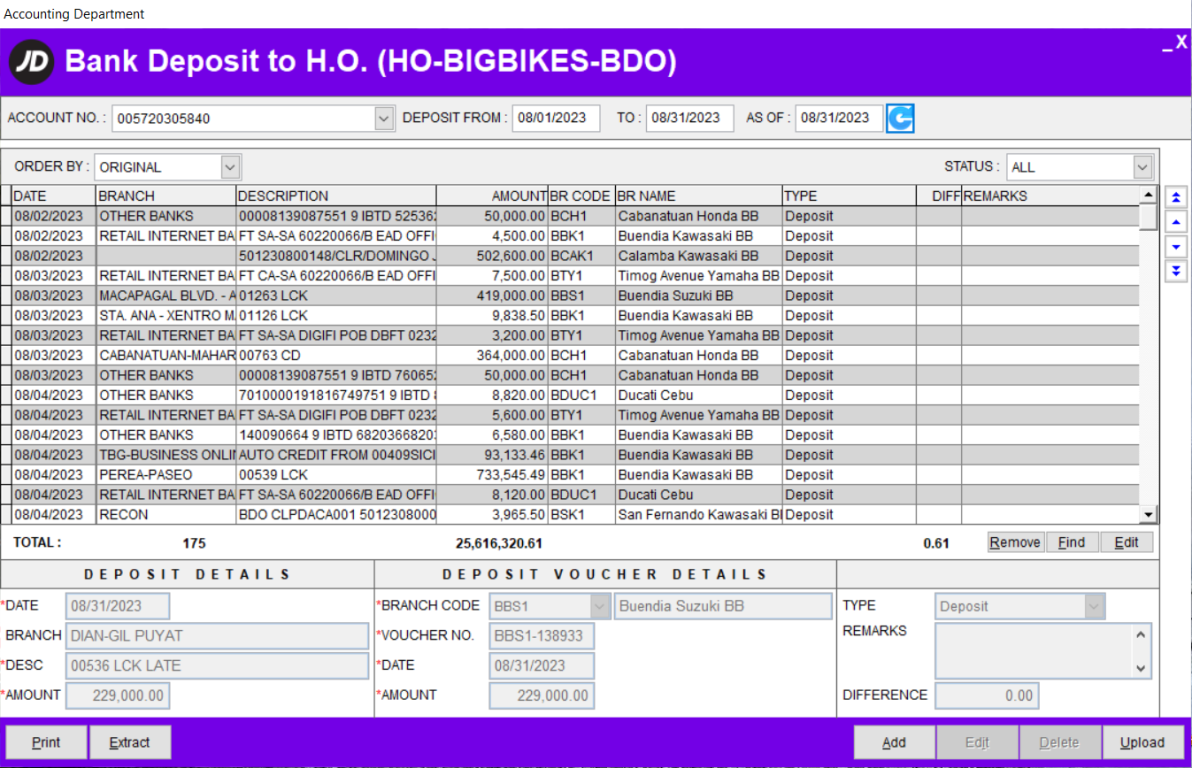 Accounting Department
JD Bank Deposit to H.O. (HO-BIGBIKES-BDO) _ X
ACCOUNT NO. : 005720305840 DEPOSIT FROM : 08/01/2023 TO : 08/31/2023 AS OF : 08/31/2023
ORDER BY : ORIGINAL STATUS : ALL
DATE BRANCH DESCRIPTION AMOUNT BR CODE BR NAME TYPE DIFF REMARKS
08/02/2023 OTHER BANKS 00008139087551 9 IBTD 52536 50,000.00 BCH1 Cabanatuan Honda BB Deposit
08/02/2023 RETAIL INTERNET BA FT SA-SA 60220066/B EAD OFFI 4,500.00 BBK1 Buendia Kawasaki BB Deposit
08/02/2023 501230800148/CLR/DOMINGO 502,600.00 BCAK1 Calamba Kawasaki BB Deposit
08/03/2023 RETAIL INTERNET BA FT CA-SA 60220066/B EAD OFFI 7,500.00 BTY1 Timog Avenue Yamaha BB Deposit
08/03/2023 MACAPAGAL BLVD. - A 01263 LCK 419,000.00 BBS1 Buendia Suzuki BB Deposit
08/03/2023 STA. ANA - XENTRO M 01126 LCK 9,838.50 BBK1 Buendia Kawasaki BB Deposit
08/03/2023 RETAIL INTERNET BA FT SA-SA DIGIFI POB DBFT 0232 3,200.00 BTY1 Timog Avenue Yamaha BB Deposit
08/03/2023 CABANATUAN-MAHAR 00763 CD 364,000.00 BCH1 Cabanatuan Honda BB Deposit
08/03/2023 OTHER BANKS 00008139087551 9 IBTD 76065 50,000.00 BCH1 Cabanatuan Honda BB Deposit
08/04/2023 OTHER BANKS 7010000191816749751 9 IBTD 8,820.00 BDUC1 Ducati Cebu Deposit
08/04/2023 RETAIL INTERNET BA FT SA-SA DIGIFI POB DBFT 0232 5,600.00 BTY1 Timog Avenue Yamaha BB Deposit
08/04/2023 OTHER BANKS 140090664 9 IBTD 68203668203 6,580.00 BBK1 Buendia Kawasaki BB Deposit
08/04/2023 TBG-BUSINESS ONLI AUTO CREDIT FROM 00409SICI 93,133.46 BBK1 Buendia Kawasaki BB Deposit
08/04/2023 PEREA-PASEO 00539 LCK 733,545.49 BBK1 Buendia Kawasaki BB Deposit
08/04/2023 RETAIL INTERNET BA FT SA-SA 60220066/B EAD OFFI 8,120.00 BDUC1 Ducati Cebu Deposit
08/04/2023 RECON BDO CLPDACA001 5012308000 3,965.50 BSK1 San Fernando Kawasaki B Deposit
TOTAL : 175 25,616,320.61 0.61 Remove Find Edit
DEPOSIT DETAILS DEPOSIT VOUCHER DETAILS
*DATE 08/31/2023 *BRANCH CODE BBS1 Buendia Suzuki BB TYPE Deposit
BRANCH DIAN-GIL PUYAT *VOUCHER NO. BBS1-138933 REMARKS
*DESC 00536 LCK LATE *DATE 08/31/2023
*AMOUNT 229,000.00 *AMOUNT 229,000.00 DIFFERENCE 0.00
Print Extract Add Edit Delete Upload